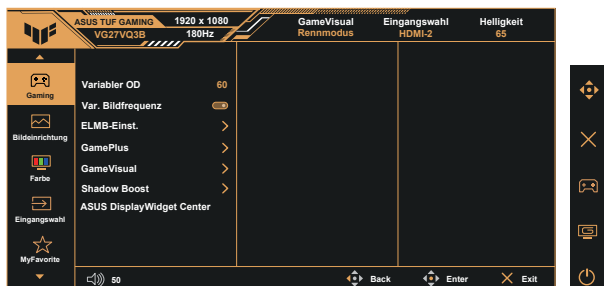 ASUS TUF GAMING 1920 x 1080
VG27VQ3B 180Hz
GameVisual Eingangswahl Helligkeit
Rennmodus HDMI-2 65
Gaming
Bildeinrichtung
Farbe
Eingangswahl
MyFavorite
Variabler OD 60
Var. Bildfrequenz
ELMB-Einst.
GamePlus
GameVisual
Shadow Boost
ASUS DisplayWidget Center
50 Back Enter Exit